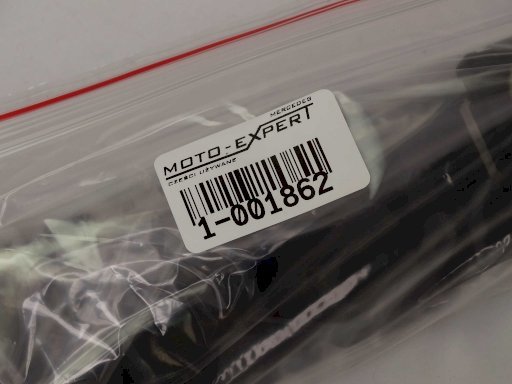 MERCEDES
MOTO-EXPERT
CZĘŚCI UŻYWANE
1-001862